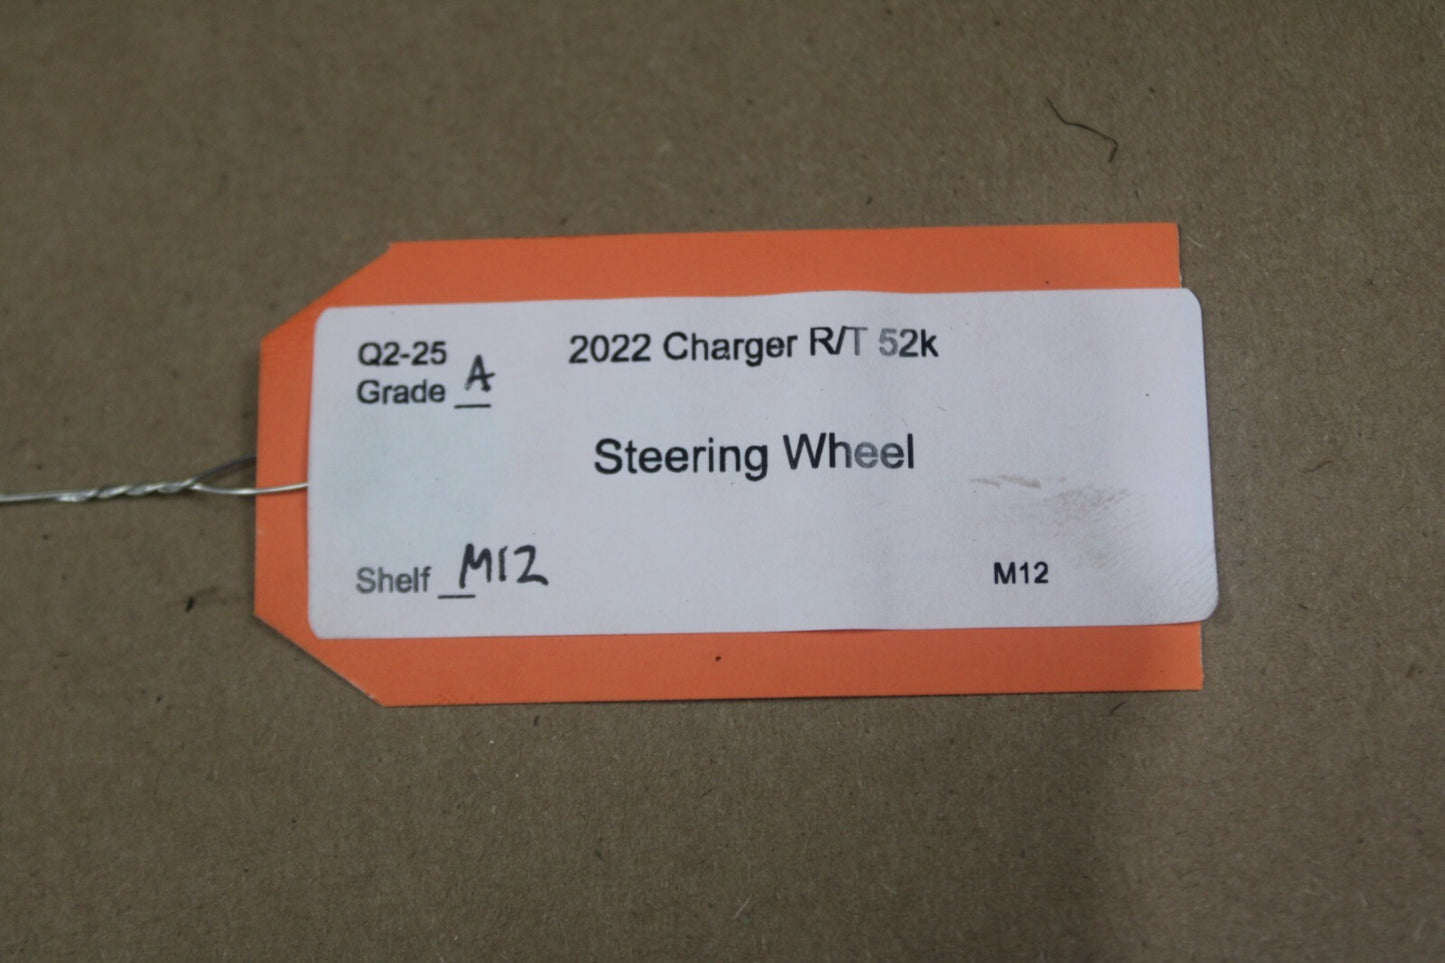 Q2-25
Grade A
2022 Charger R/T 52k
Steering Wheel
Shelf M12
M12